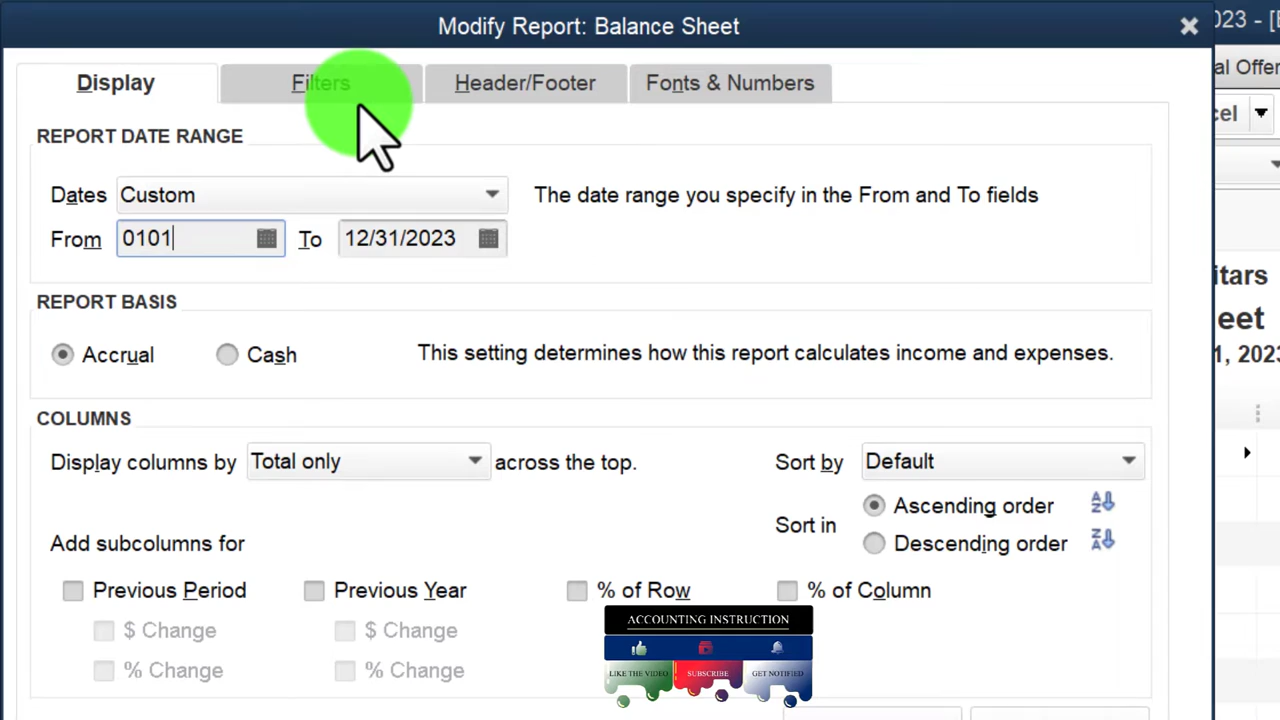 Modify Report: Balance Sheet
023 - [
Display Filters Header/Footer Fonts & Numbers
al Offer
REPORT DATE RANGE
Dates Custom The date range you specify in the From and To fields
From 0101 To 12/31/2023
REPORT BASIS
Accrual Cash This setting determines how this report calculates income and expenses.
COLUMNS
Display columns by Total only across the top. Sort by Default
Sort in Ascending order
Descending order
Add subcolumns for
Previous Period Previous Year % of Row % of Column
$ Change $ Change
% Change % Change
ACCOUNTING INSTRUCTION
LIKE THE VIDEO SUBSCRIBE GET NOTIFIED
cel
itars
eet
1, 2023